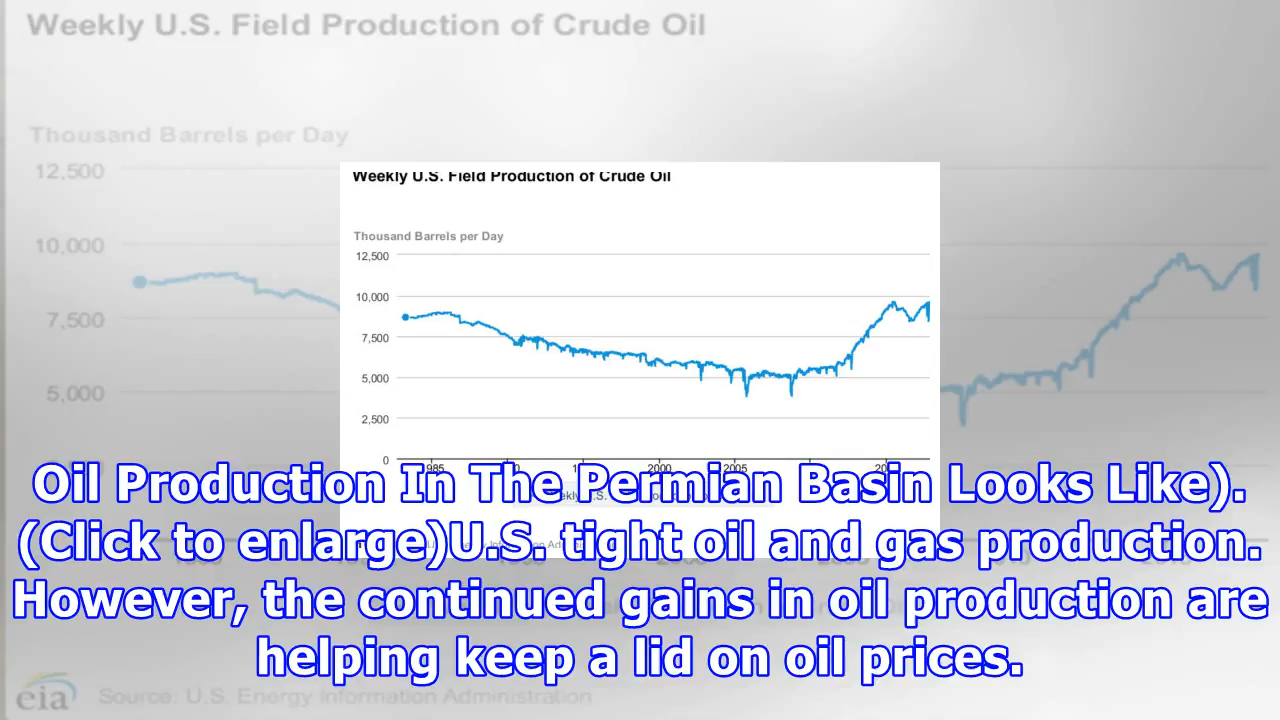 Weekly U.S. Field Production of Crude Oil
Thousand Barrels per Day
12,500
10,000
7,500
5,000
Weekly U.S. Field Production of Crude Oil
Thousand Barrels per Day
12,500
10,000
7,500
5,000
2,500
0
2000 2005
Oil Production In The Permian Basin Looks Like).
(Click to enlarge)U.S. tight oil and gas production.
However, the continued gains in oil production are
helping keep a lid on oil prices.
eia Source: U.S. Energy Information Administration